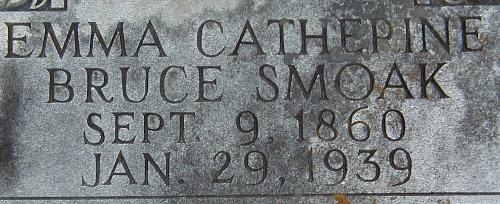 EMMA CATHERINE
BRUCE SMOAK
SEPT. 9, 1860
JAN. 29, 1939